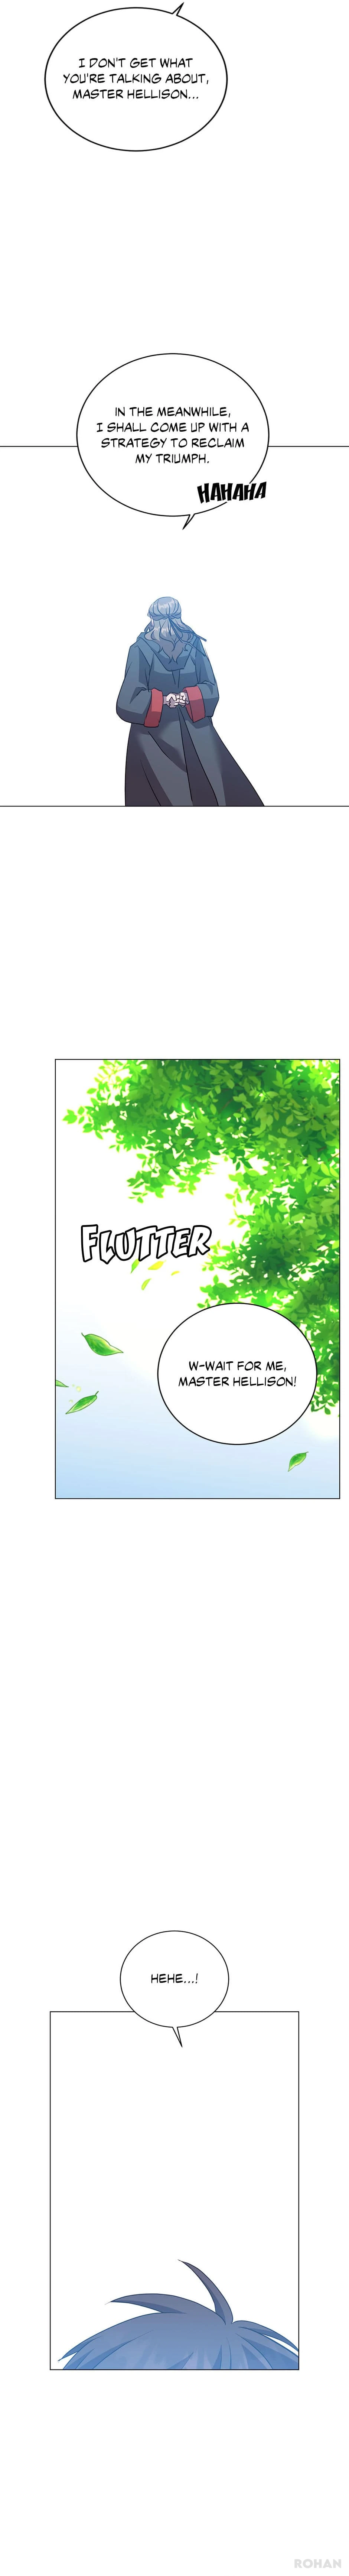 I DON'T GET WHAT
YOU'RE TALKING ABOUT,
MASTER HELLISON...
IN THE MEANWHILE,
I SHALL COME UP WITH A
STRATEGY TO RECLAIM
MY TRIUMPH.
HAHAHA
FLUTTER
W-WAIT FOR ME,
MASTER HELLISON!
HEHE...!
ROHAN